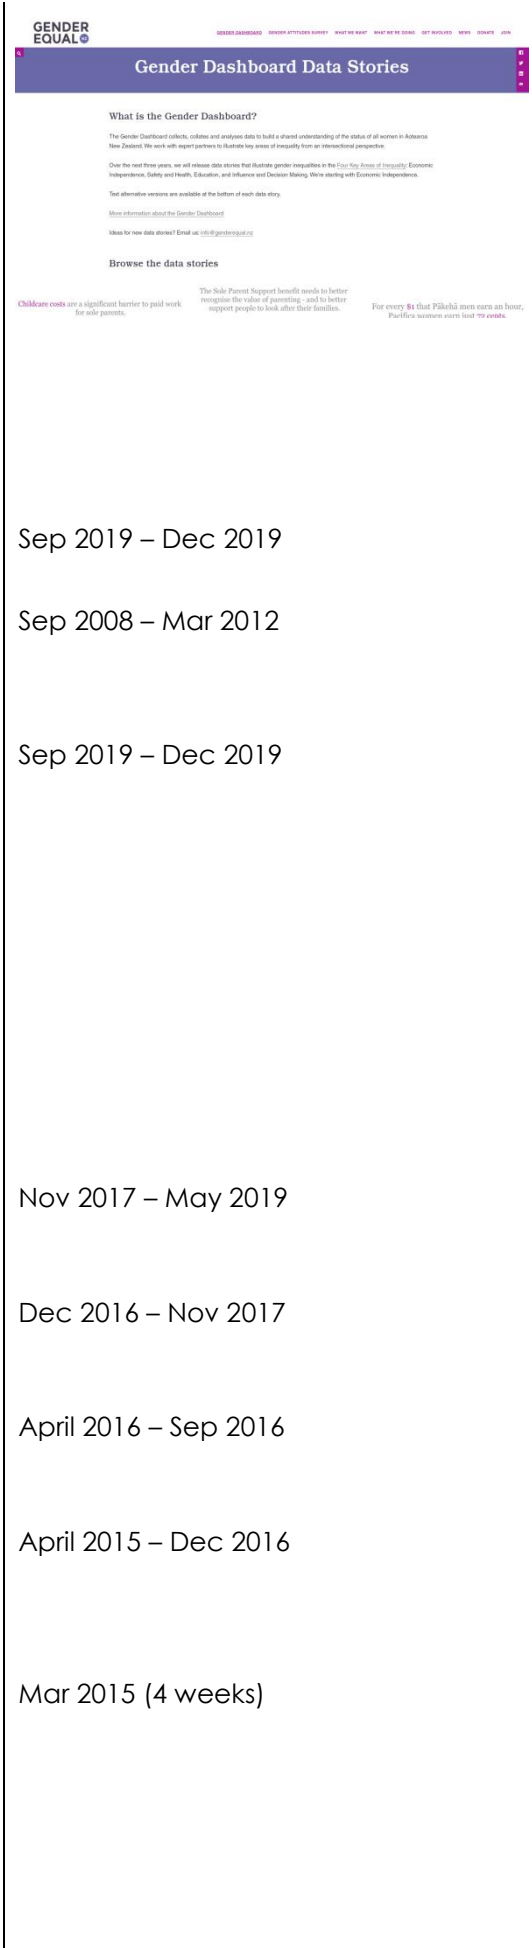 GENDER
EQUAL NZ
GENDER DASHBOARD GENDER ATTITUDES SURVEY WHAT WE WANT WHAT WE'RE DOING GET INVOLVED NEWS DONATE JOIN
Gender Dashboard Data Stories
What is the Gender Dashboard?
The Gender Dashboard collects, collates and analyses data to build a shared understanding of the status of all women in Aotearoa
New Zealand. We work with expert partners to illustrate key areas of inequality from an intersectional perspective.
Over the next three years, we will release data stories that illustrate gender inequalities in the Four Key Areas of Inequality: Economic
Independence, Safety and Health, Education, and Influence and Decision Making. We're starting with Economic Independence.
Text alternative versions are available at the bottom of each data story.
More information about the Gender Dashboard
Ideas for new data stories? Email us: info@genderequal.nz
Browse the data stories
Childcare costs are a significant barrier to paid work
for sole parents.
The Sole Parent Support benefit needs to better
recognise the value of parenting - and to better
support people to look after their families.
For every $1 that Pākehā men earn an hour,
Pacifica women earn just 72 cents.
Sep 2019 – Dec 2019
Sep 2008 – Mar 2012
Sep 2019 – Dec 2019
Nov 2017 – May 2019
Dec 2016 – Nov 2017
April 2016 – Sep 2016
April 2015 – Dec 2016
Mar 2015 (4 weeks)